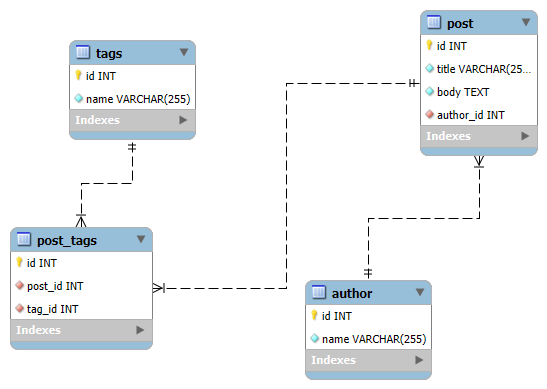 tags
id INT
name VARCHAR(255)
Indexes
post
id INT
title VARCHAR(25...
body TEXT
author_id INT
Indexes
post_tags
id INT
post_id INT
tag_id INT
Indexes
author
id INT
name VARCHAR(255)
Indexes